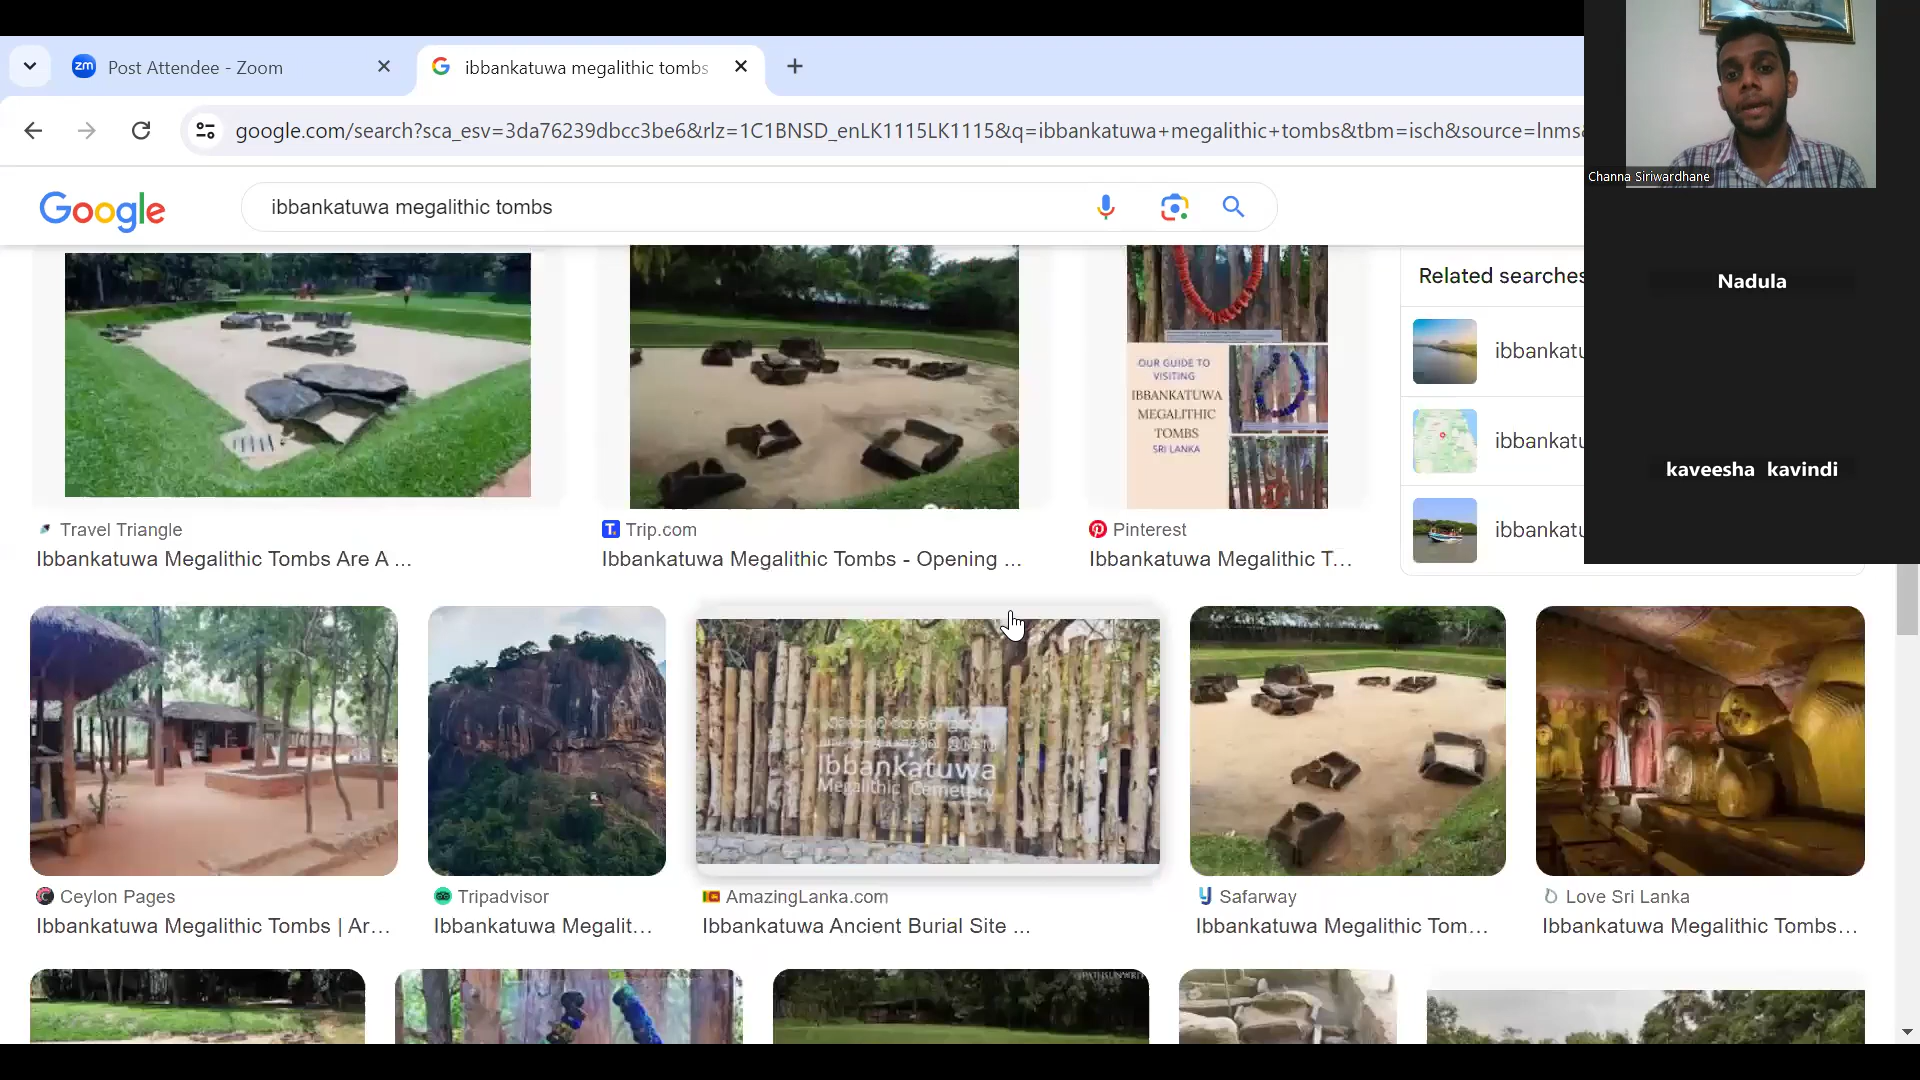 Post Attendee - Zoom
ibbankatuwa megalithic tombs
google.com/search?sca_esv=3da76239dbcc3be6&rlz=1C1BNSD_enLK1115LK1115&q=ibbankatuwa+megalithic+tombs&tbm=isch&source=lnms
Google
ibbankatuwa megalithic tombs
Channa Siriwardhane
Nadula
kaveesha kavindi
Related searches
ibbankatu
ibbankatu
ibbankatu
OUR GUIDE TO
VISITING
IBBANKATUWA
MEGALITHIC
TOMBS
SRI LANKA
Travel Triangle
Ibbankatuwa Megalithic Tombs Are A ...
Trip.com
Ibbankatuwa Megalithic Tombs - Opening ...
Pinterest
Ibbankatuwa Megalithic T...
Ibbankatuwa
Megalithic Cemetery
Ceylon Pages
Ibbankatuwa Megalithic Tombs | Ar...
Tripadvisor
Ibbankatuwa Megalit...
AmazingLanka.com
Ibbankatuwa Ancient Burial Site ...
Safarway
Ibbankatuwa Megalithic Tom...
Love Sri Lanka
Ibbankatuwa Megalithic Tombs...